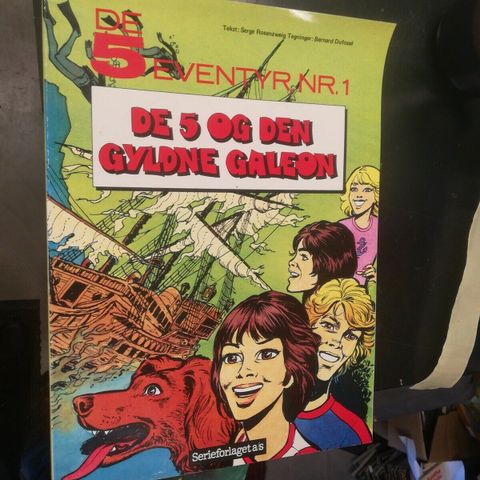 Tekst: Serge Rosenzweig Tegninger: Bernard Dufossé
DE
5 EVENTYR NR. 1
DE 5 OG DEN
GYLDNE GALEON
Serieforlaget a/s